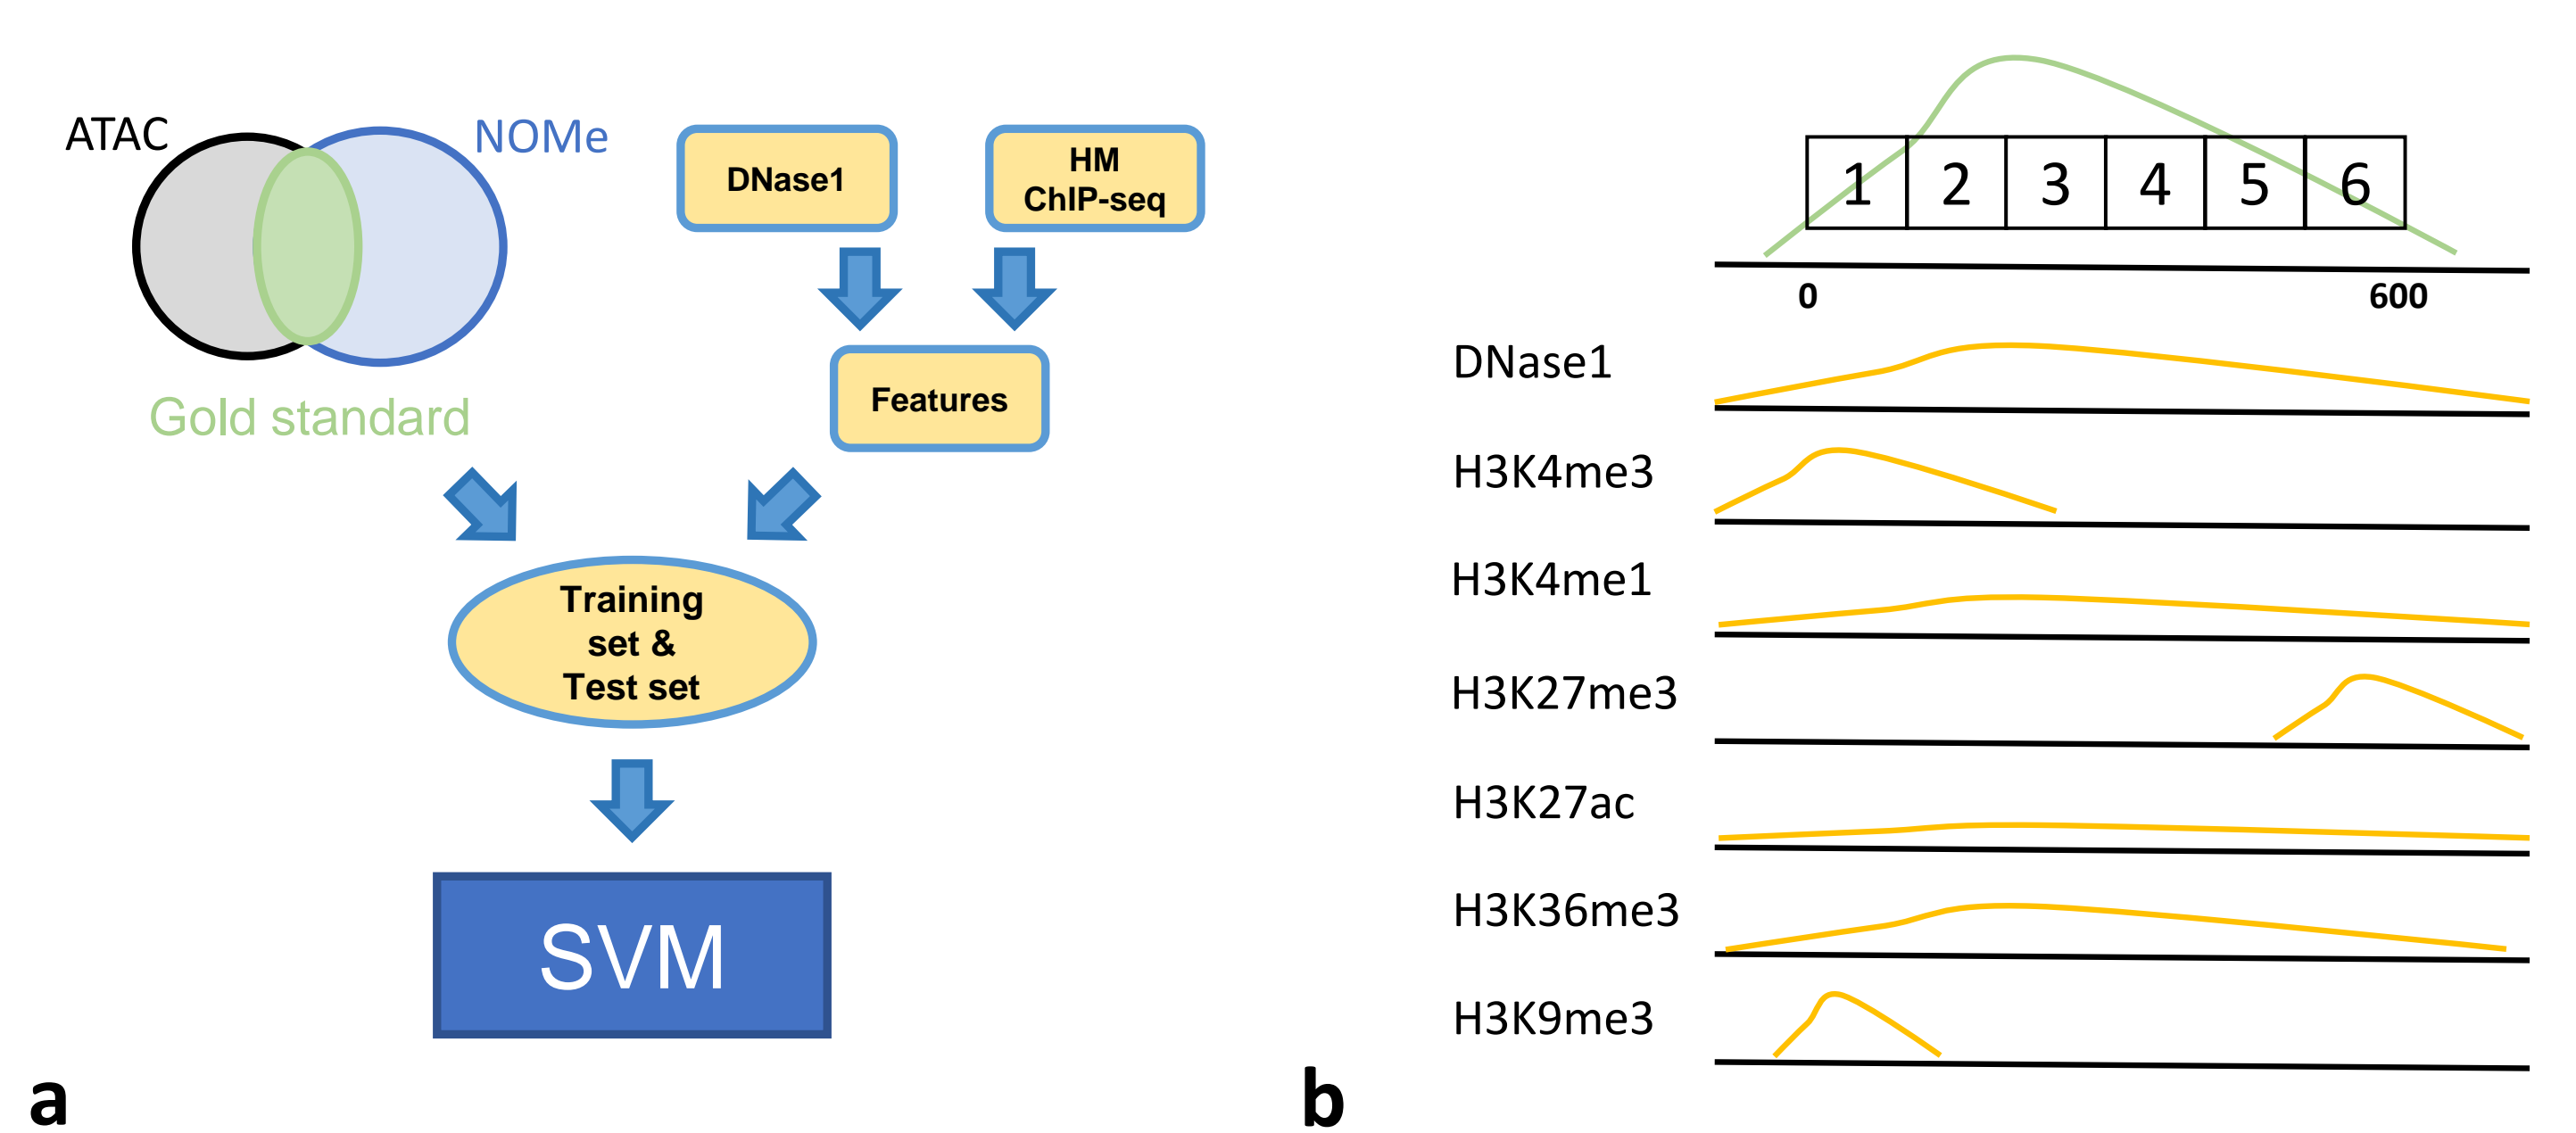 ATAC
NOMe
Gold standard
DNase1
HM
ChIP-seq
Features
Training
set &
Test set
SVM
a
1 2 3 4 5 6
0 600
DNase1
H3K4me3
H3K4me1
H3K27me3
H3K27ac
H3K36me3
H3K9me3
b